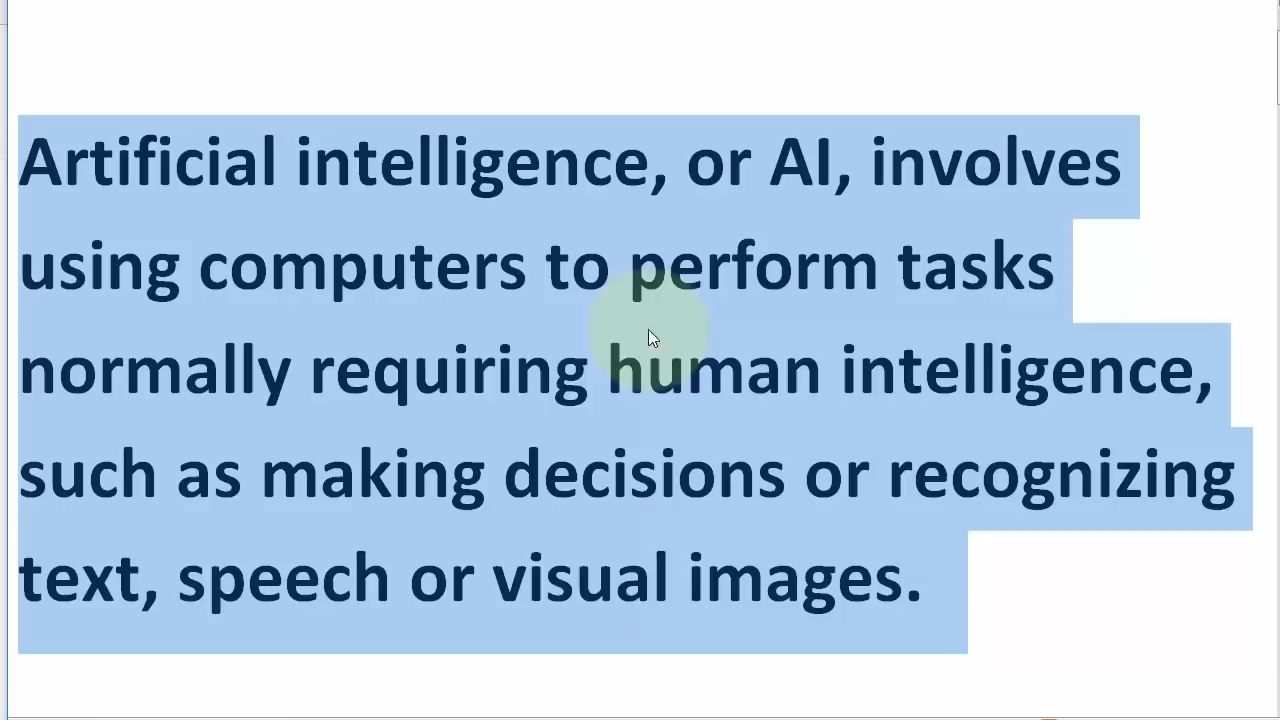 Artificial intelligence, or AI, involves
using computers to perform tasks
normally requiring human intelligence,
such as making decisions or recognizing
text, speech or visual images.